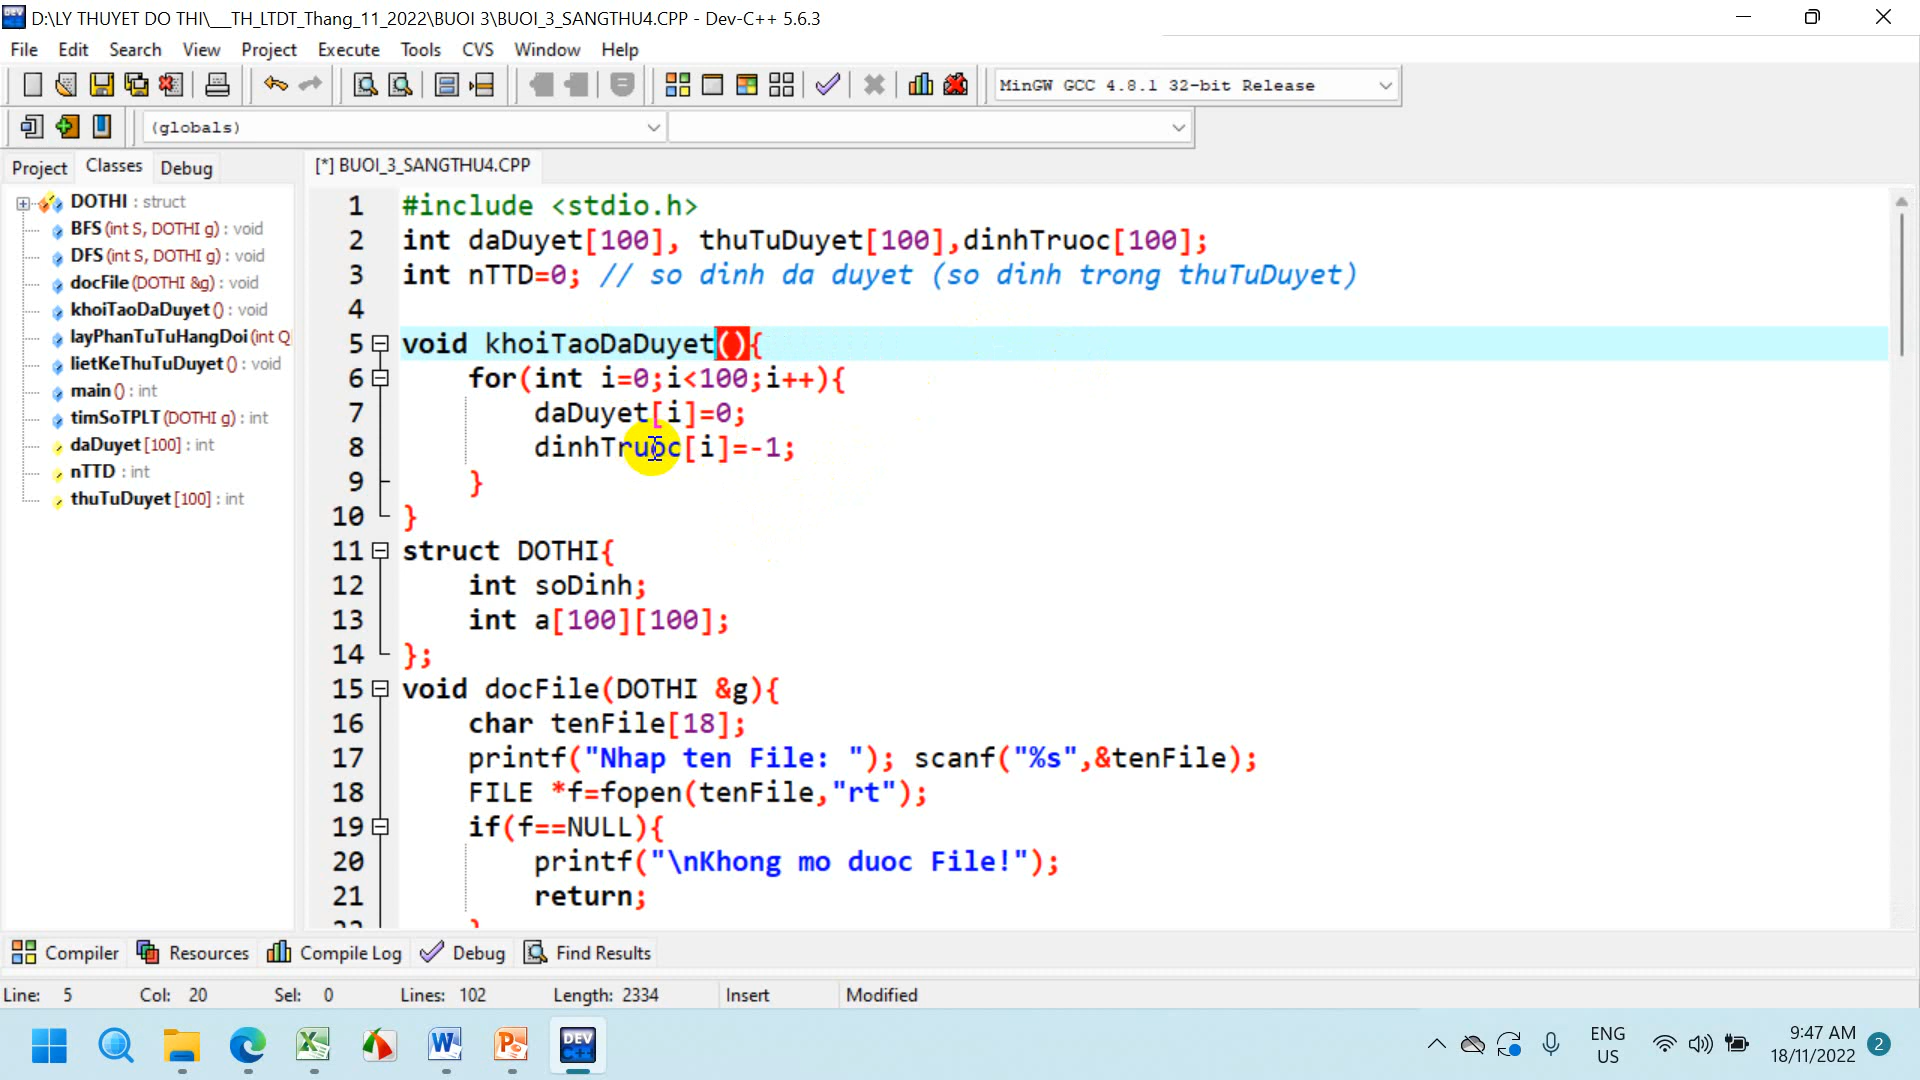 D:\LY THUYET DO THI\__TH_LTDT_Thang_11_2022\BUOI 3\BUOI_3_SANGTHU4.CPP - Dev-C++ 5.6.3
File Edit Search View Project Execute Tools CVS Window Help
MinGW GCC 4.8.1 32-bit Release
(globals)
Project Classes Debug
[*] BUOI_3_SANGTHU4.CPP
DOTHI : struct
BFS (int S, DOTHI g) : void
DFS (int S, DOTHI g) : void
docFile (DOTHI &g) : void
khoiTaoDaDuyet () : void
layPhanTuTuHangDoi (int Q
lietKeThuTuDuyet () : void
main () : int
timSoTPLT (DOTHI g) : int
daDuyet [100] : int
nTTD : int
thuTuDuyet [100] : int
1 #include <stdio.h>
2 int daDuyet[100], thuTuDuyet[100],dinhTruoc[100];
3 int nTTD=0; // so dinh da duyet (so dinh trong thuTuDuyet)
4
5 void khoiTaoDaDuyet(){
6 for(int i=0;i<100;i++){
7 daDuyet[i]=0;
8 dinhTruoc[i]=-1;
9 }
10 }
11 struct DOTHI{
12 int soDinh;
13 int a[100][100];
14 };
15 void docFile(DOTHI &g){
16 char tenFile[18];
17 printf("Nhap ten File: "); scanf("%s",&tenFile);
18 FILE *f=fopen(tenFile,"rt");
19 if(f==NULL){
20 printf("\nKhong mo duoc File!");
21 return;
22 }
Compiler Resources Compile Log Debug Find Results
Line: 5 Col: 20 Sel: 0 Lines: 102 Length: 2334 Insert Modified
DEV C++
ENG
US
9:47 AM
18/11/2022
2